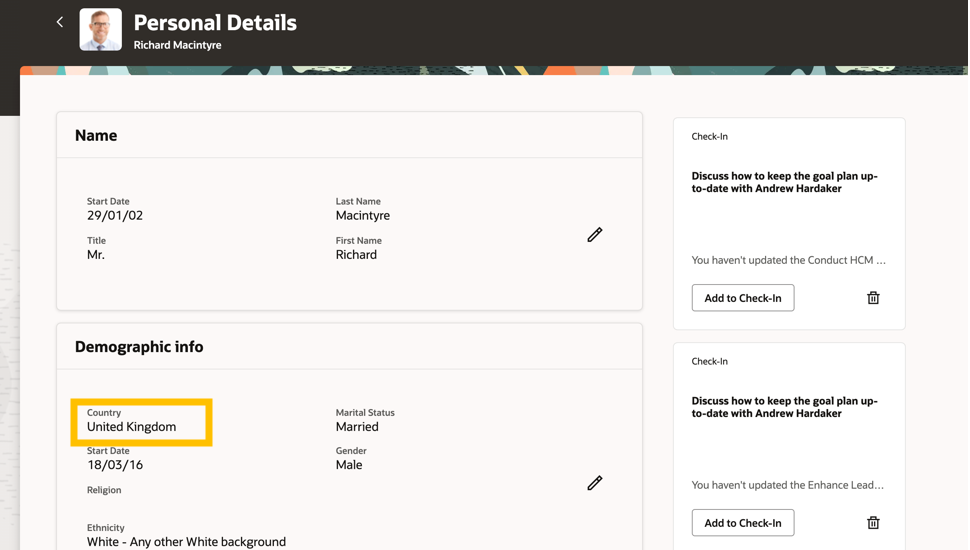 Personal Details
Richard Macintyre
Name
Start Date
29/01/02
Last Name
Macintyre
Title
Mr.
First Name
Richard
Demographic info
Country
United Kingdom
Marital Status
Married
Start Date
18/03/16
Gender
Male
Religion
Ethnicity
White - Any other White background
Check-In
Discuss how to keep the goal plan up-
to-date with Andrew Hardaker
You haven't updated the Conduct HCM ...
Add to Check-In
Check-In
Discuss how to keep the goal plan up-
to-date with Andrew Hardaker
You haven't updated the Enhance Lead...
Add to Check-In